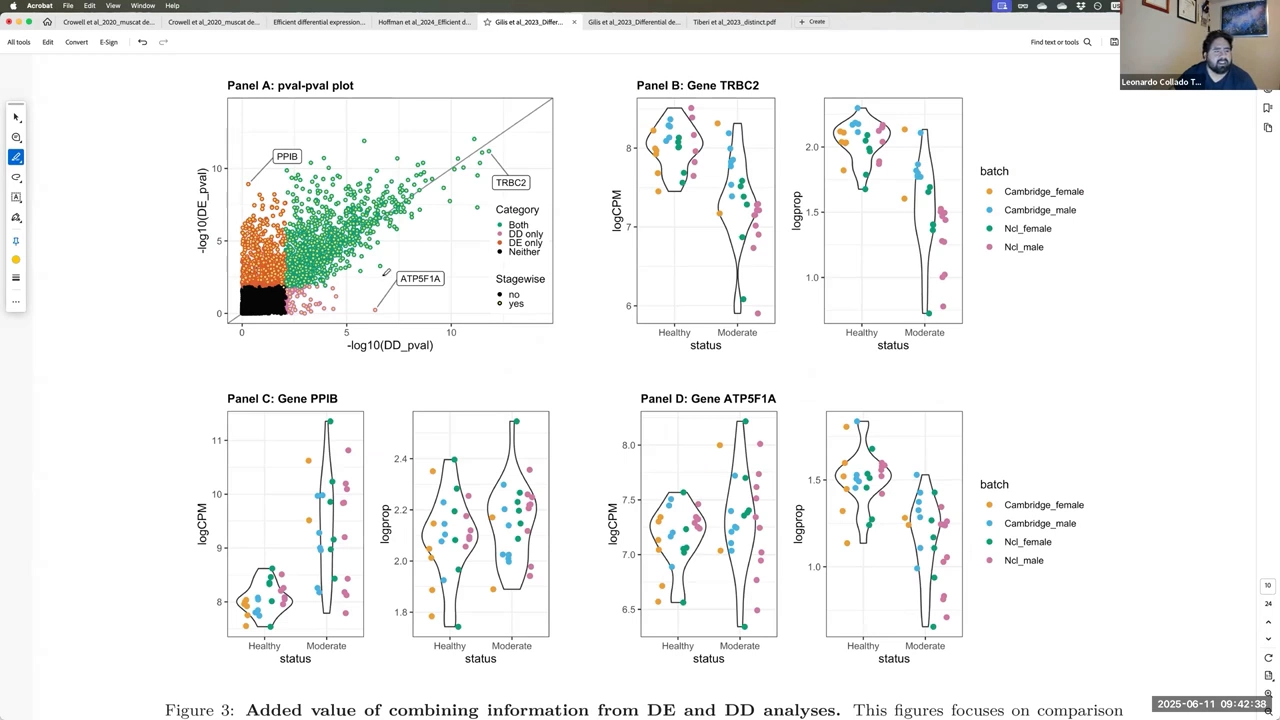 Acrobat File Edit View Window Help
Crowell et al_2020_muscat de... Crowell et al_2020_muscat de... Efficient differential expression... Hoffman et al_2024_Efficient d... Gilis et al_2023_Differ... Gilis et al_2023_Differential de... Tiberi et al_2023_distinct.pdf + Create
All tools Edit Convert E-Sign Find text or tools
Leonardo Collado T...
Panel A: pval-pval plot
-log10(DE_pval)
10
5
0
0 5 10
-log10(DD_pval)
PPIB
TRBC2
ATP5F1A
Category
Both
DD only
DE only
Neither
Stagewise
no
yes
Panel B: Gene TRBC2
logCPM
8
7
6
Healthy Moderate
status
logprop
2.0
1.5
1.0
Healthy Moderate
status
batch
Cambridge_female
Cambridge_male
Ncl_female
Ncl_male
Panel C: Gene PPIB
logCPM
11
10
9
8
Healthy Moderate
status
logprop
2.4
2.2
2.0
1.8
Healthy Moderate
status
Panel D: Gene ATP5F1A
logCPM
8.0
7.5
7.0
6.5
Healthy Moderate
status
logprop
1.5
1.0
Healthy Moderate
status
batch
Cambridge_female
Cambridge_male
Ncl_female
Ncl_male
10
24
Figure 3: Added value of combining information from DE and DD analyses. This figures focuses on comparison
2025-06-11 09:42:38